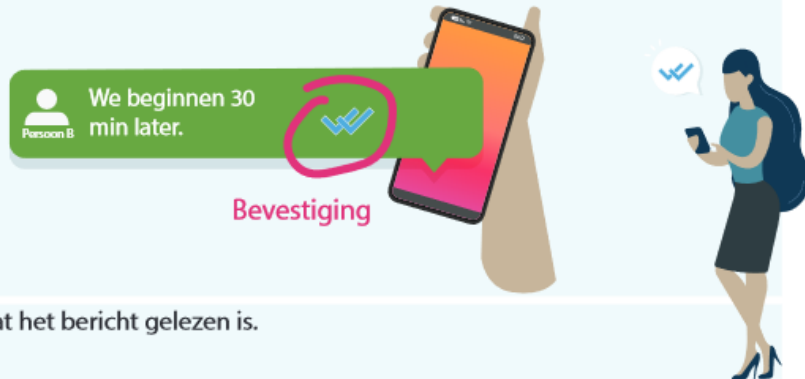 We beginnen 30
min later.
Persoon B
Bevestiging
het bericht gelezen is.